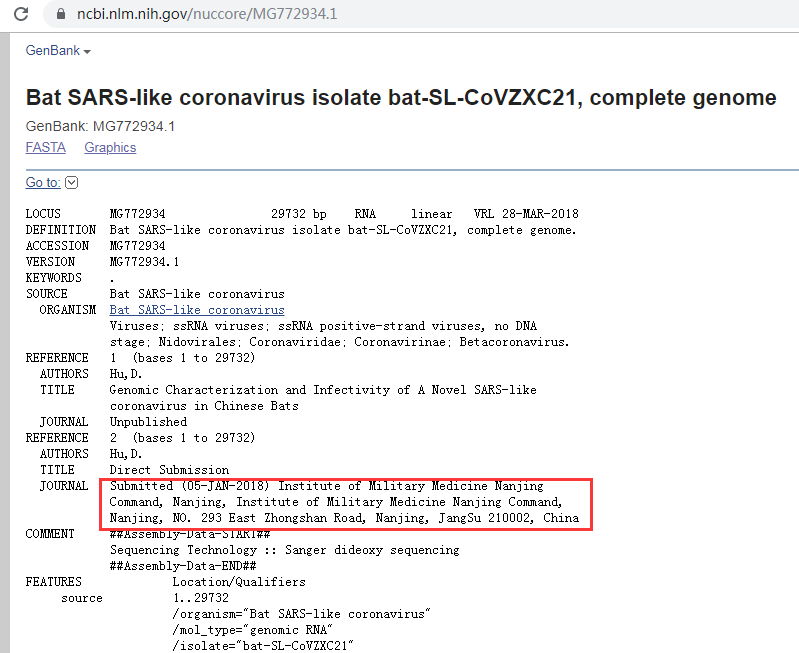 ncbi.nlm.nih.gov/nuccore/MG772934.1
GenBank
Bat SARS-like coronavirus isolate bat-SL-CoVZXC21, complete genome
GenBank: MG772934.1
FASTA Graphics
Go to:
LOCUS MG772934 29732 bp RNA linear VRL 28-MAR-2018
DEFINITION Bat SARS-like coronavirus isolate bat-SL-CoVZXC21, complete genome.
ACCESSION MG772934
VERSION MG772934.1
KEYWORDS .
SOURCE Bat SARS-like coronavirus
ORGANISM Bat SARS-like coronavirus
Viruses; ssRNA viruses; ssRNA positive-strand viruses, no DNA
stage; Nidovirales; Coronaviridae; Coronavirinae; Betacoronavirus.
REFERENCE 1 (bases 1 to 29732)
AUTHORS Hu,D.
TITLE Genomic Characterization and Infectivity of A Novel SARS-like
coronavirus in Chinese Bats
JOURNAL Unpublished
REFERENCE 2 (bases 1 to 29732)
AUTHORS Hu,D.
TITLE Direct Submission
JOURNAL Submitted (05-JAN-2018) Institute of Military Medicine Nanjing
Command, Nanjing, Institute of Military Medicine Nanjing Command,
Nanjing, NO. 293 East Zhongshan Road, Nanjing, JangSu 210002, China
COMMENT ##Assembly-Data-START##
Sequencing Technology :: Sanger dideoxy sequencing
##Assembly-Data-END##
FEATURES Location/Qualifiers
source 1..29732
/organism="Bat SARS-like coronavirus"
/mol_type="genomic RNA"
/isolate="bat-SL-CoVZXC21"